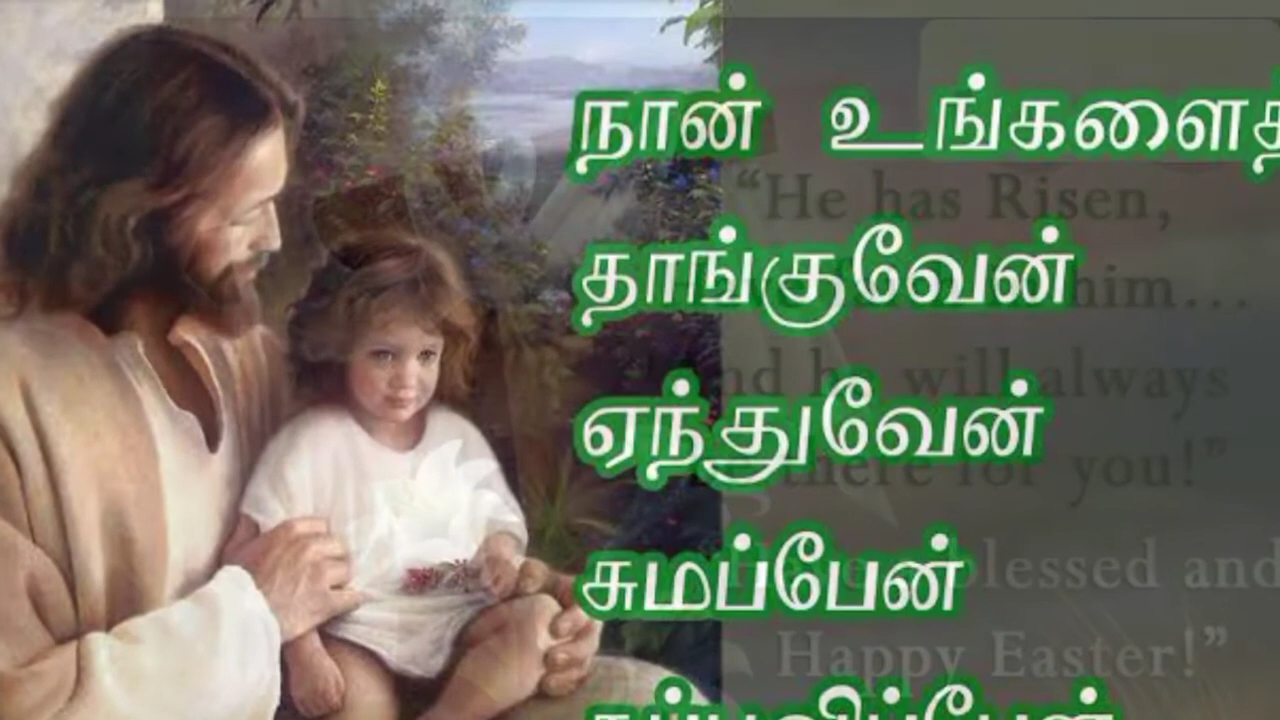 நான் உங்களைத்
"He has Risen,
தாங்குவேன்
him...
ஏந்துவேன்
will always
there for you!"
சுமப்பேன்
blessed and
Happy Easter!"